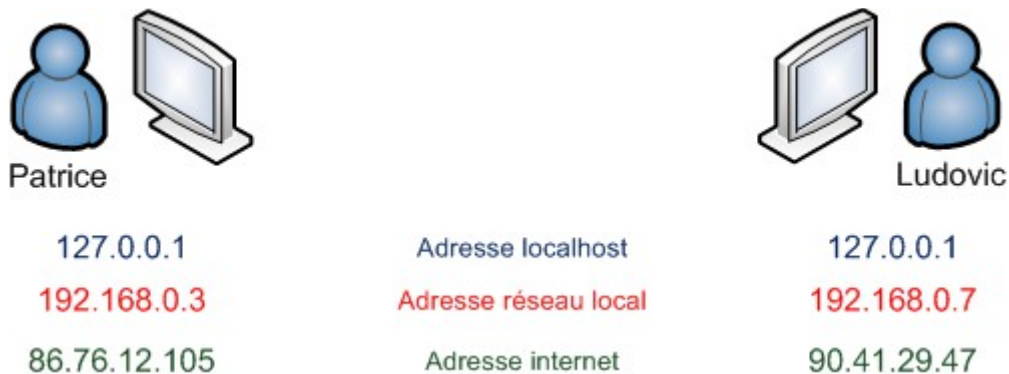 Patrice Ludovic
127.0.0.1 Adresse localhost 127.0.0.1
192.168.0.3 Adresse réseau local 192.168.0.7
86.76.12.105 Adresse internet 90.41.29.47